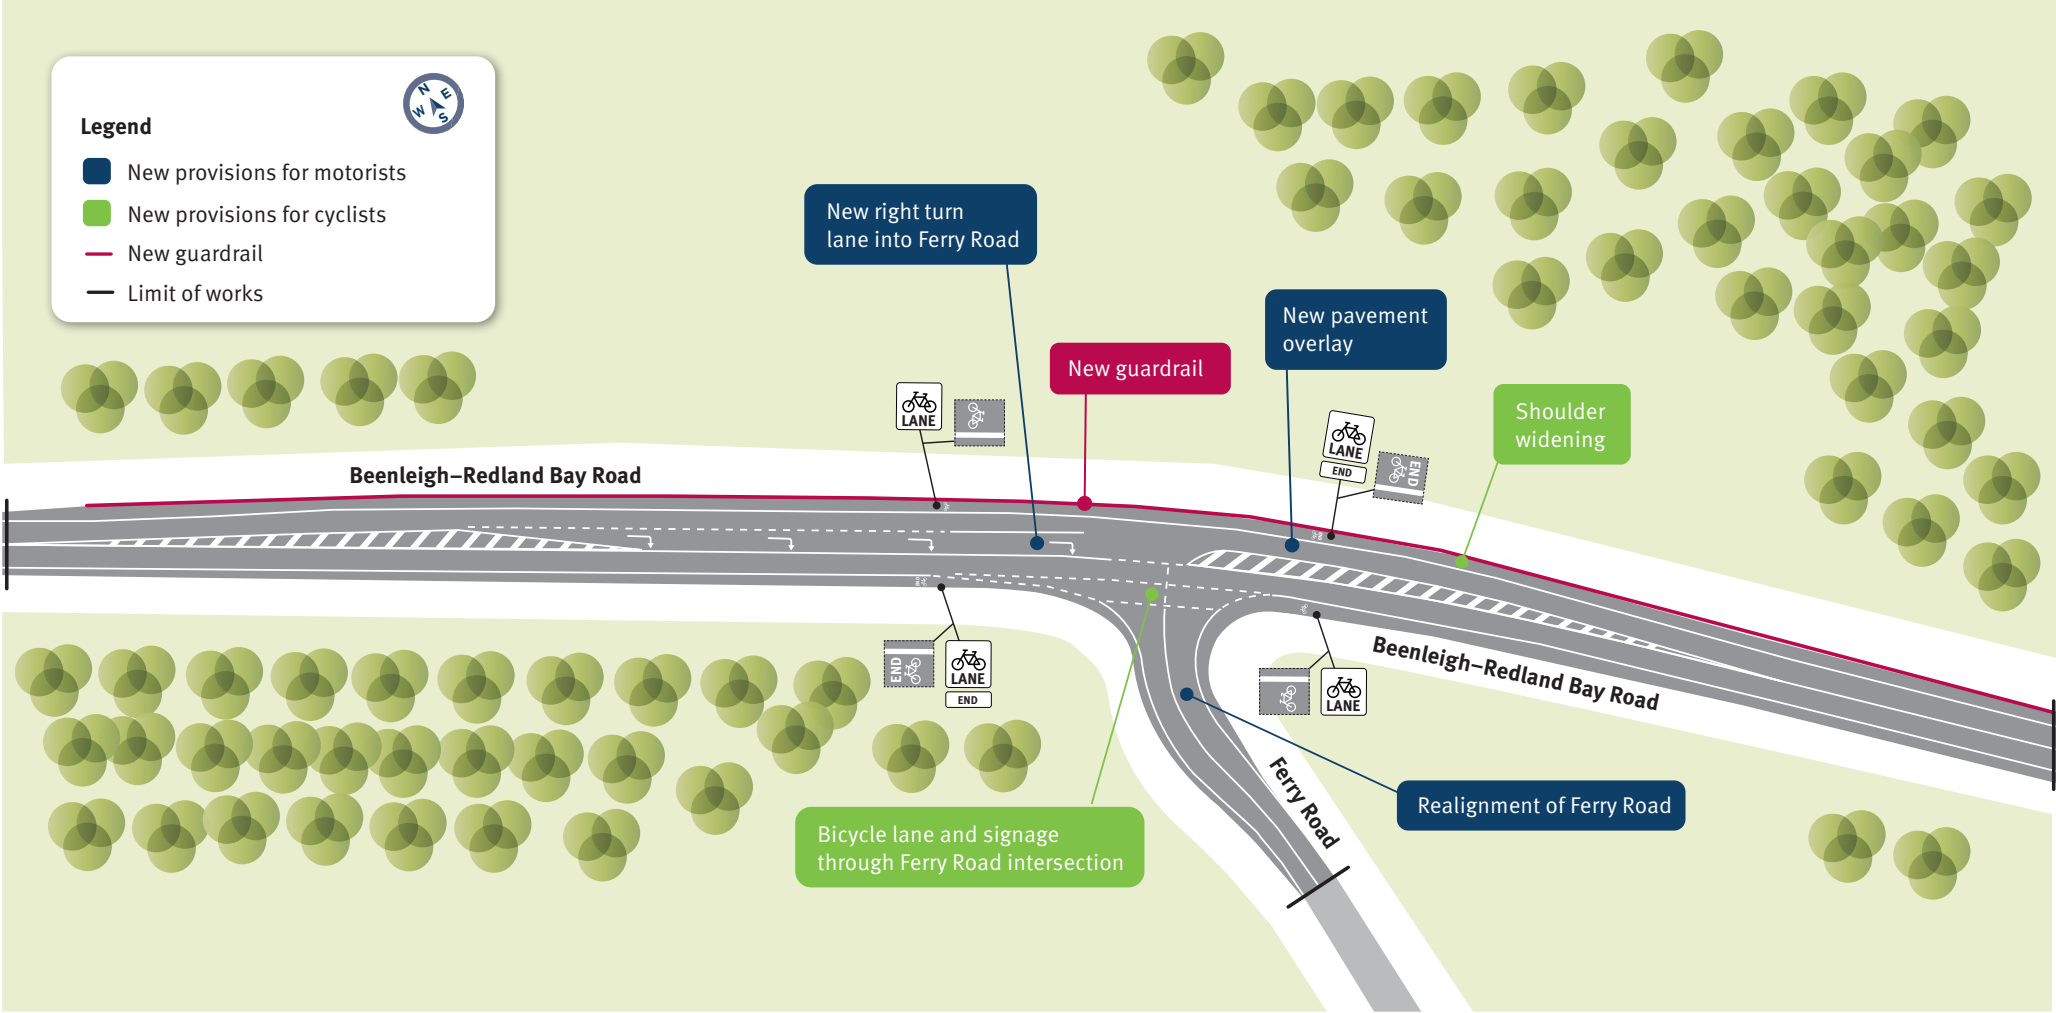 N
E
W
S
Legend
New provisions for motorists
New provisions for cyclists
New guardrail
Limit of works
New right turn
lane into Ferry Road
New pavement
overlay
New guardrail
Shoulder
widening
LANE
LANE
END
END
Beenleigh–Redland Bay Road
END
LANE
END
LANE
Beenleigh–Redland Bay Road
Ferry Road
Realignment of Ferry Road
Bicycle lane and signage
through Ferry Road intersection